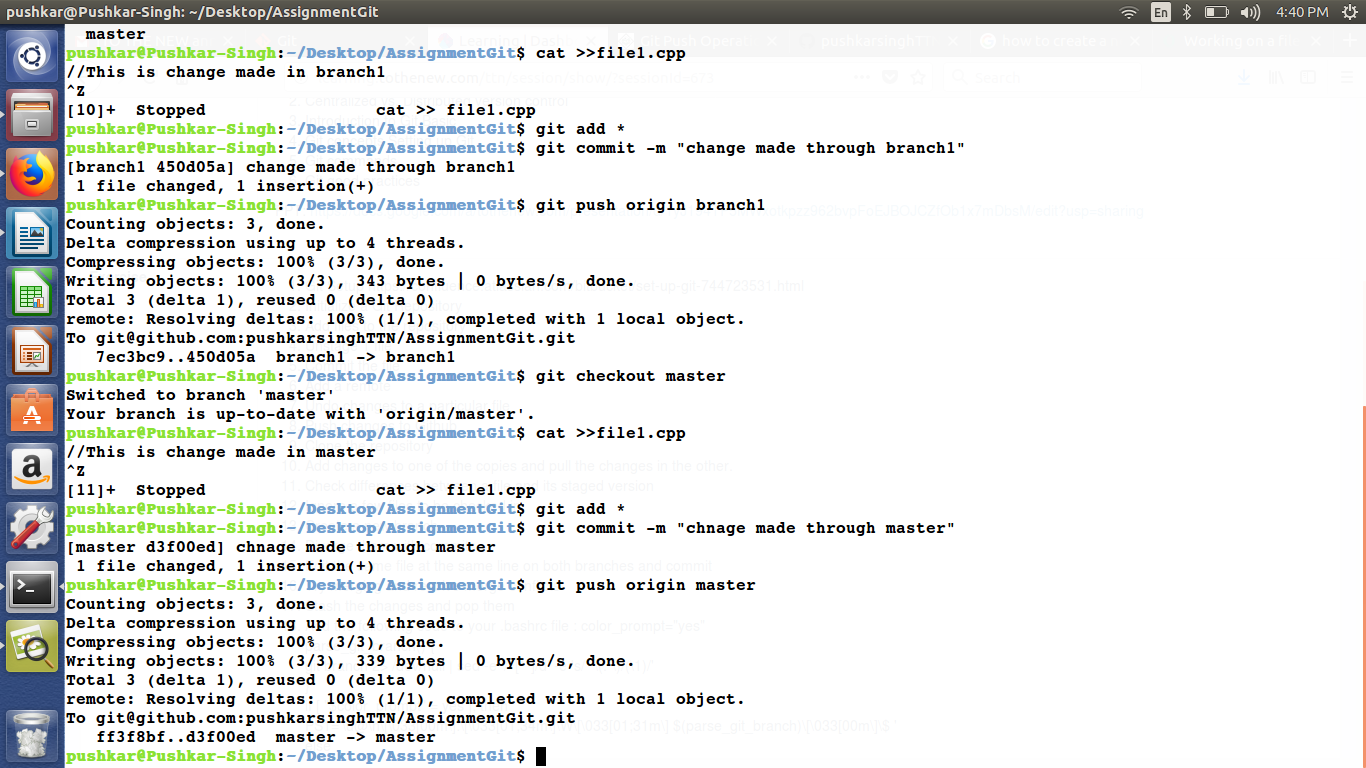 pushkar@Pushkar-Singh: ~/Desktop/AssignmentGit
En
4:40 PM
master
pushkar@Pushkar-Singh:~/Desktop/AssignmentGit$ cat >>file1.cpp
//This is change made in branch1
^Z
[10]+  Stopped                 cat >> file1.cpp
pushkar@Pushkar-Singh:~/Desktop/AssignmentGit$ git add *
pushkar@Pushkar-Singh:~/Desktop/AssignmentGit$ git commit -m "change made through branch1"
[branch1 450d05a] change made through branch1
 1 file changed, 1 insertion(+)
pushkar@Pushkar-Singh:~/Desktop/AssignmentGit$ git push origin branch1
Counting objects: 3, done.
Delta compression using up to 4 threads.
Compressing objects: 100% (3/3), done.
Writing objects: 100% (3/3), 343 bytes | 0 bytes/s, done.
Total 3 (delta 1), reused 0 (delta 0)
remote: Resolving deltas: 100% (1/1), completed with 1 local object.
To git@github.com:pushkarsinghTTN/AssignmentGit.git
   7ec3bc9..450d05a  branch1 -> branch1
pushkar@Pushkar-Singh:~/Desktop/AssignmentGit$ git checkout master
Switched to branch 'master'
Your branch is up-to-date with 'origin/master'.
pushkar@Pushkar-Singh:~/Desktop/AssignmentGit$ cat >>file1.cpp
//This is change made in master
^Z
[11]+  Stopped                 cat >> file1.cpp
pushkar@Pushkar-Singh:~/Desktop/AssignmentGit$ git add *
pushkar@Pushkar-Singh:~/Desktop/AssignmentGit$ git commit -m "chnage made through master"
[master d3f00ed] chnage made through master
 1 file changed, 1 insertion(+)
pushkar@Pushkar-Singh:~/Desktop/AssignmentGit$ git push origin master
Counting objects: 3, done.
Delta compression using up to 4 threads.
Compressing objects: 100% (3/3), done.
Writing objects: 100% (3/3), 339 bytes | 0 bytes/s, done.
Total 3 (delta 1), reused 0 (delta 0)
remote: Resolving deltas: 100% (1/1), completed with 1 local object.
To git@github.com:pushkarsinghTTN/AssignmentGit.git
   ff3f8bf..d3f00ed  master -> master
pushkar@Pushkar-Singh:~/Desktop/AssignmentGit$